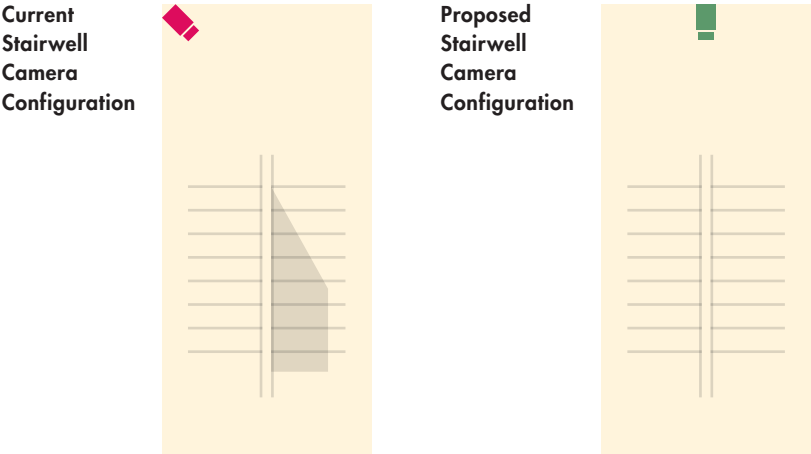 Current
Stairwell
Camera
Configuration
Proposed
Stairwell
Camera
Configuration